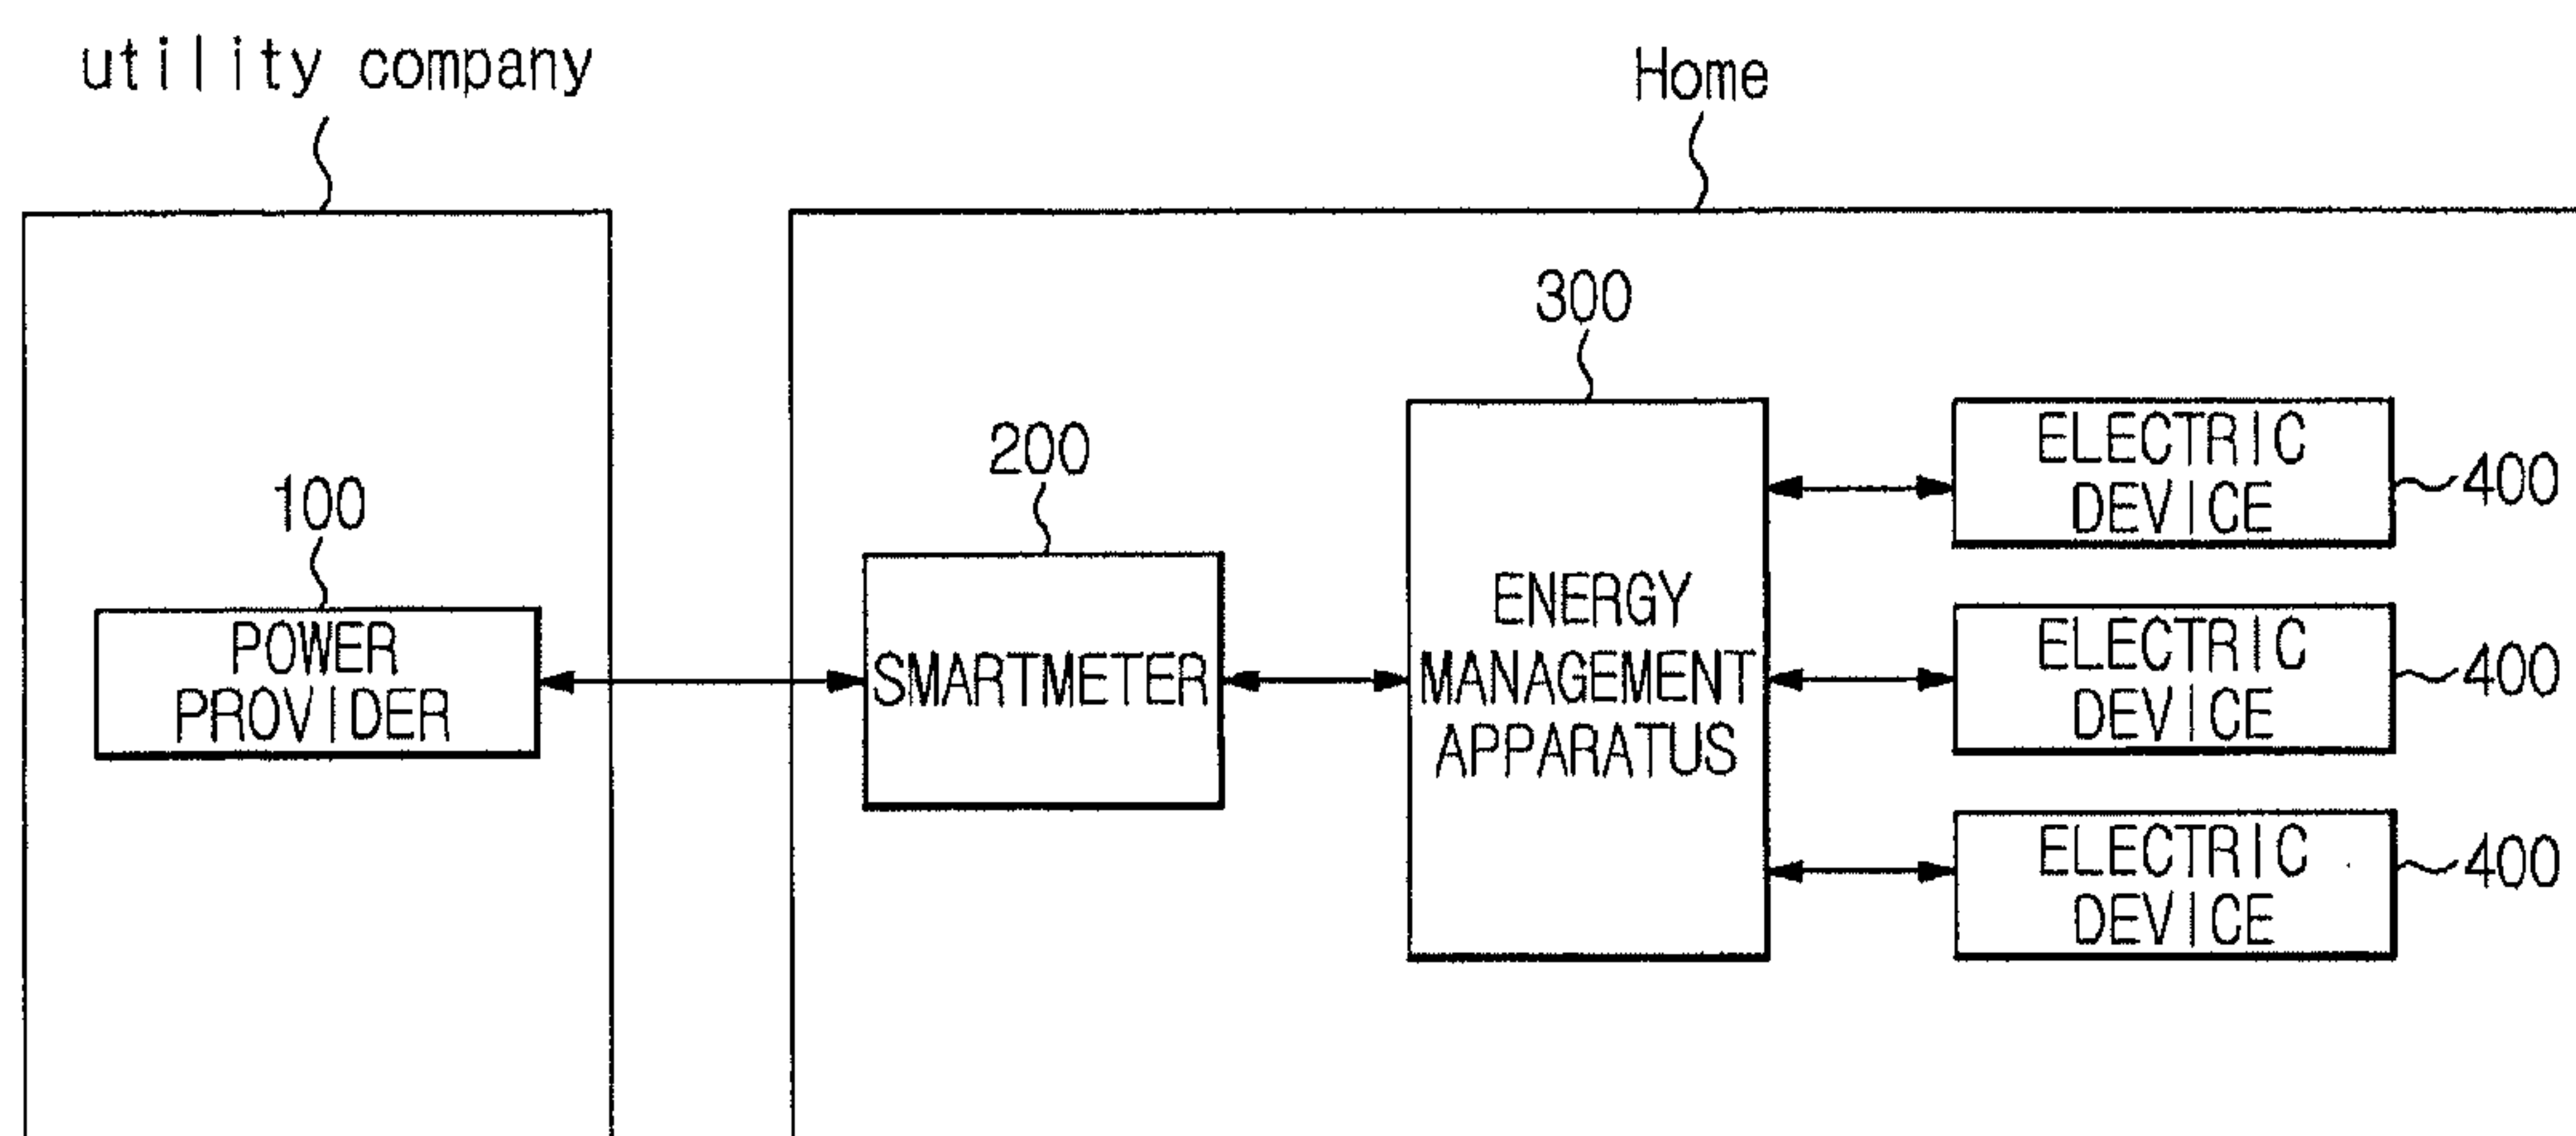 utility company
Home
100
POWER
PROVIDER
200
SMARTMETER
300
ENERGY
MANAGEMENT
APPARATUS
ELECTRIC
DEVICE
400
ELECTRIC
DEVICE
400
ELECTRIC
DEVICE
400